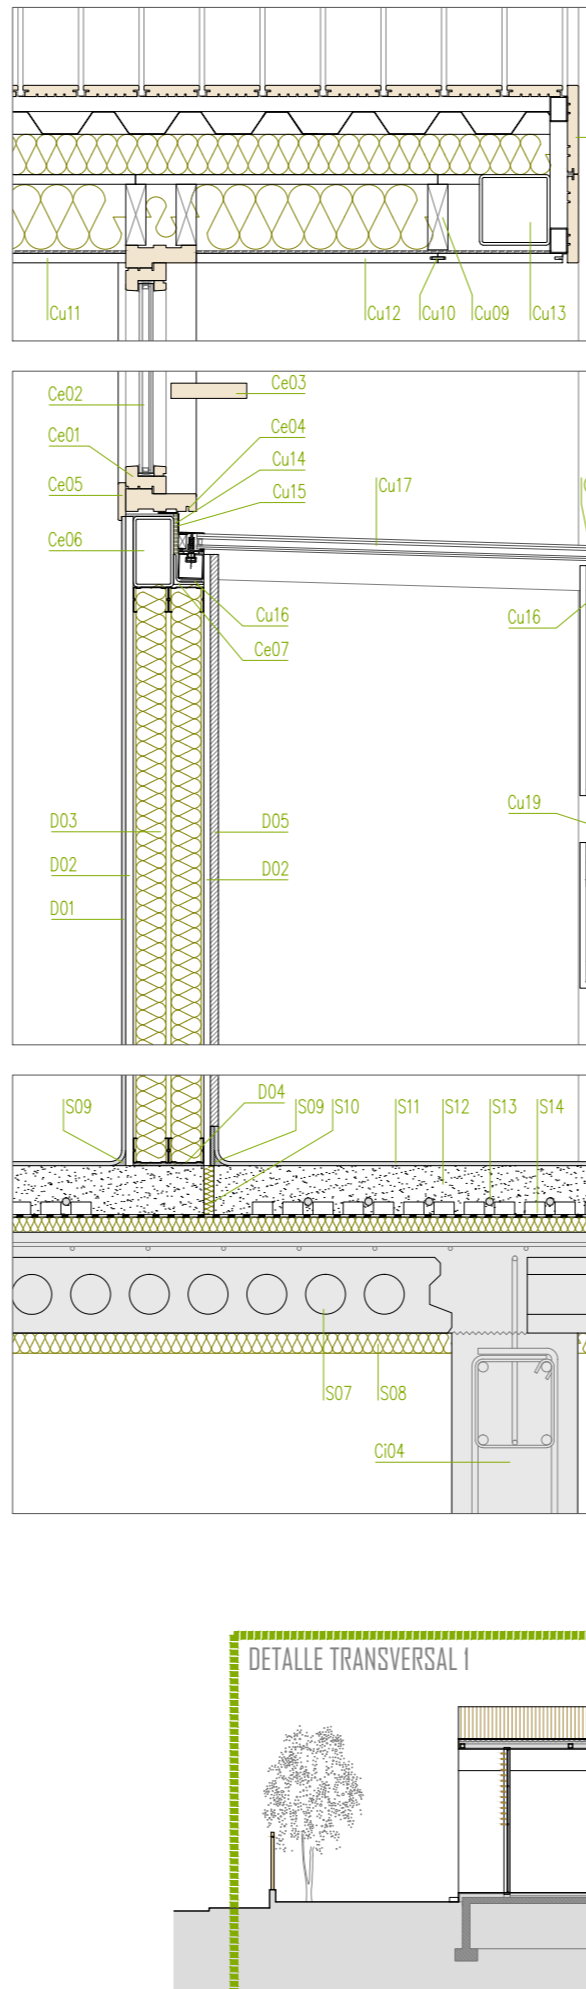 Cu11 Cu12 Cu10 Cu09 Cu13
Ce02 Ce03
Ce01 Ce04
Cu14
Ce05 Cu15 Cu17
Ce06
Cu16 Cu16
Ce07
Cu19
D03 D05
D02 D02
D01
S09 D04 S09 S10 S11 S12 S13 S14
S07 S08
Ci04
DETALLE TRANSVERSAL 1